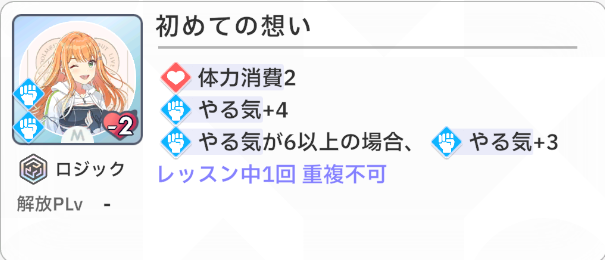 初めての想い
体力消費2
やる気+4
やる気が6以上の場合、 やる気+3
レッスン中1回 重複不可
-2
M
ロジック
解放PLv -